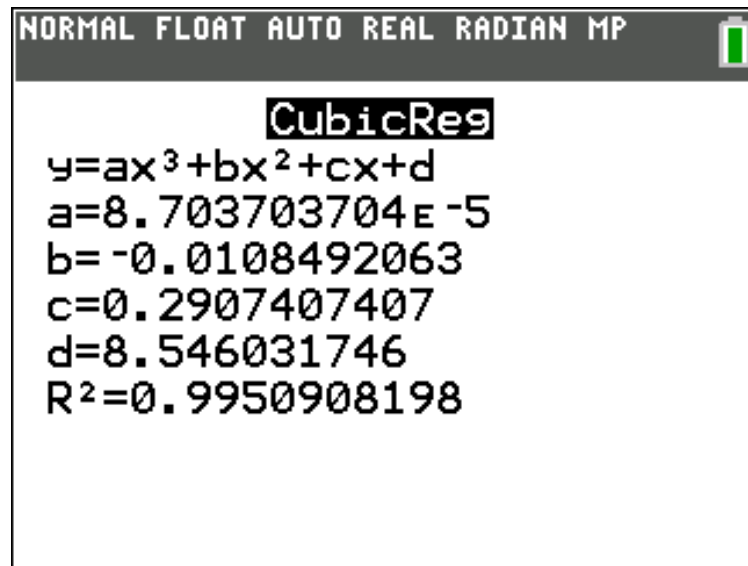 NORMAL FLOAT AUTO REAL RADIAN MP
CubicReg
y=ax³+bx²+cx+d
a=8.703703704ᴇ⁻5
b=⁻0.0108492063
c=0.2907407407
d=8.546031746
R²=0.9950908198